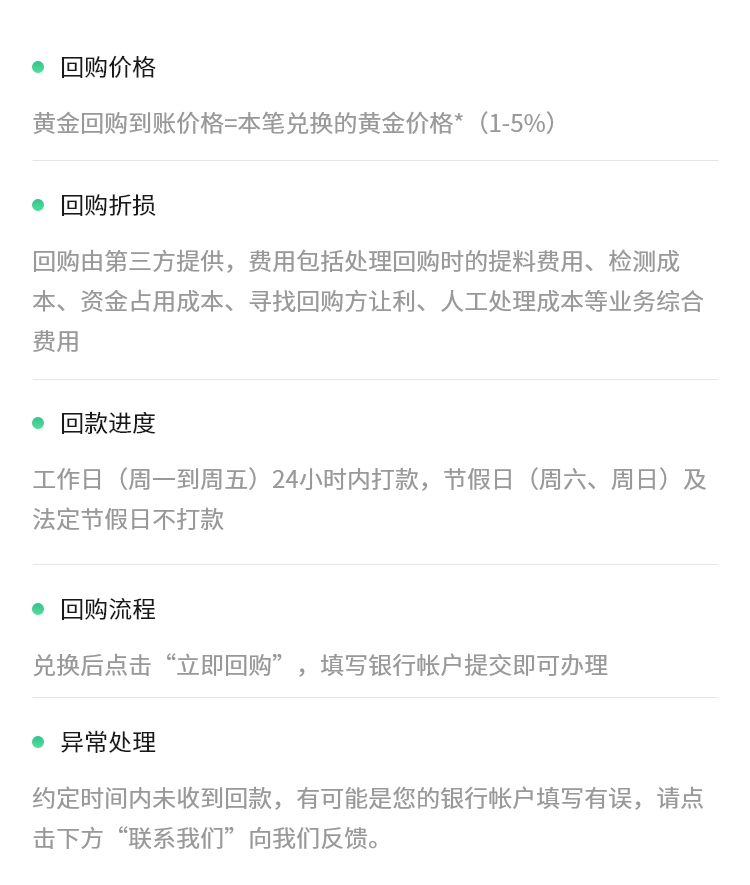 回购价格
黄金回购到账价格=本笔兑换的黄金价格*（1-5%）
回购折损
回购由第三方提供，费用包括处理回购时的提料费用、检测成
本、资金占用成本、寻找回购方让利、人工处理成本等业务综合
费用
回款进度
工作日（周一到周五）24小时内打款，节假日（周六、周日）及
法定节假日不打款
回购流程
兑换后点击“立即回购”，填写银行帐户提交即可办理
异常处理
约定时间内未收到回款，有可能是您的银行帐户填写有误，请点
击下方“联系我们”向我们反馈。